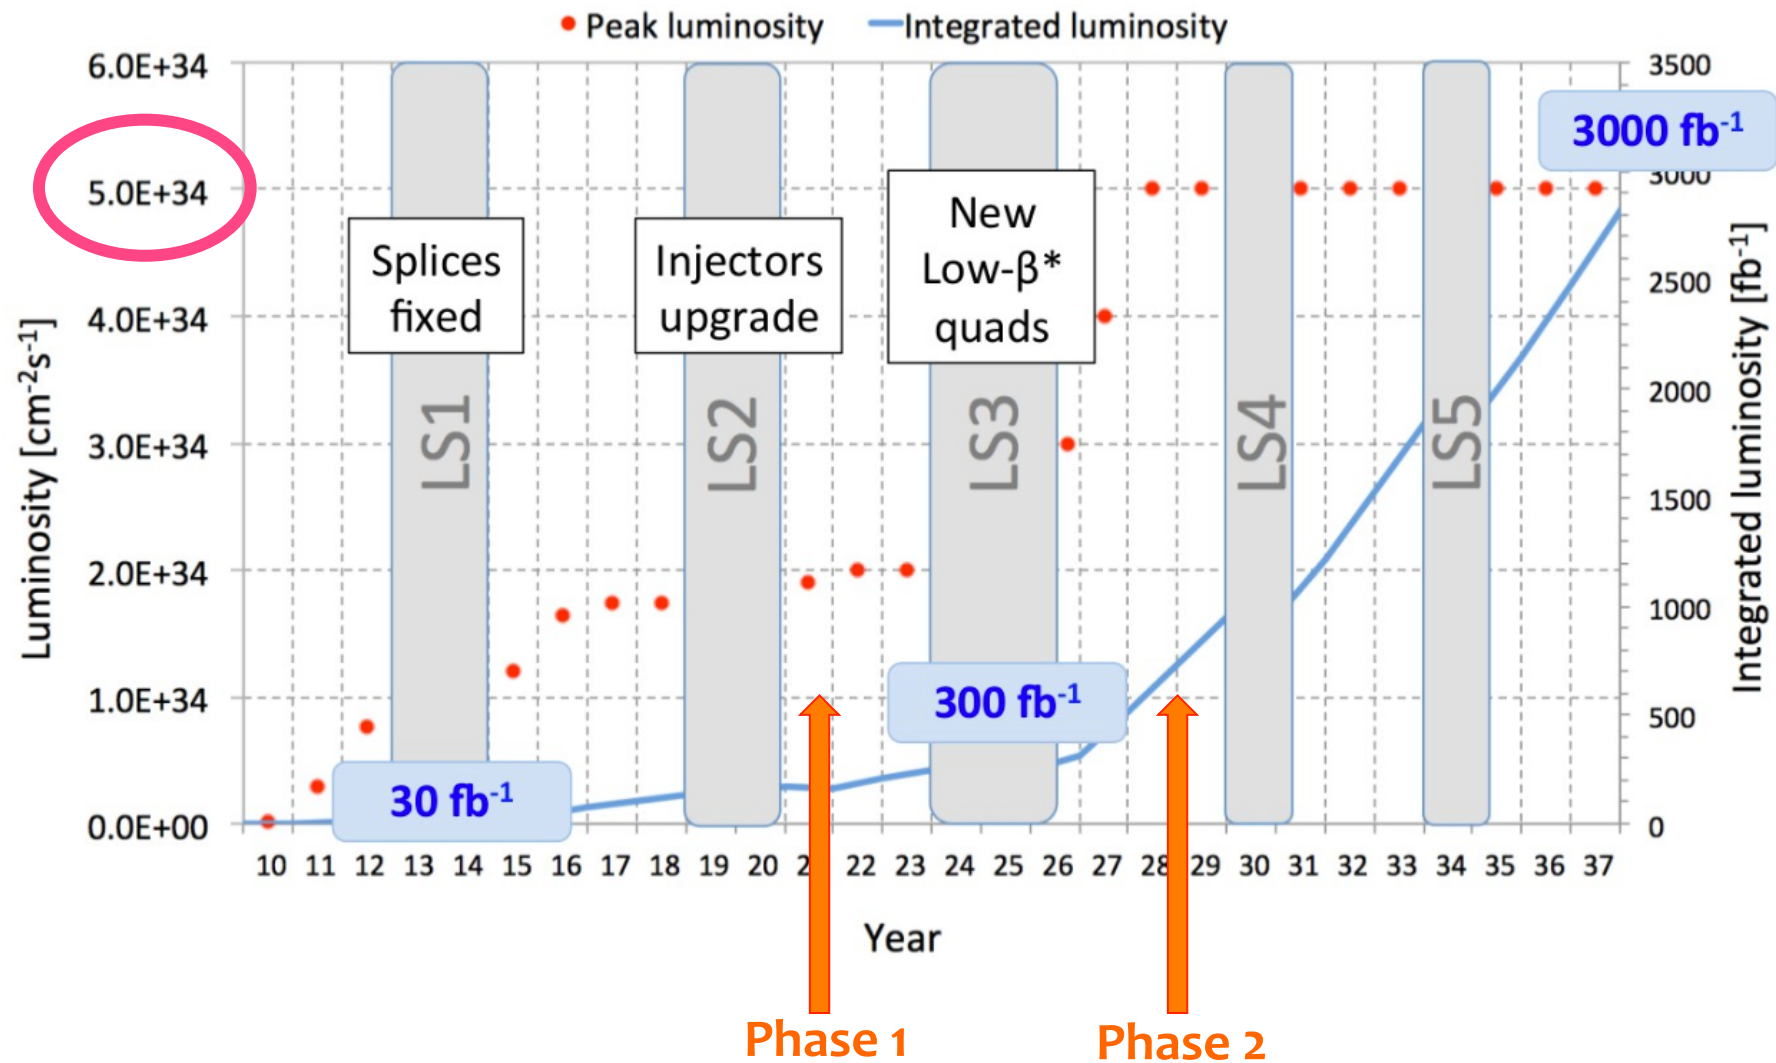 Peak luminosity
Integrated luminosity
6.0E+34
5.0E+34
4.0E+34
3.0E+34
2.0E+34
1.0E+34
0.0E+00
Luminosity [cm⁻²s⁻¹]
3500
3000
2500
2000
1500
1000
500
0
Integrated luminosity [fb⁻¹]
3000 fb⁻¹
Splices
fixed
LS1
Injectors
upgrade
LS2
New
Low-β*
quads
LS3
LS4
LS5
30 fb⁻¹
300 fb⁻¹
10 11 12 13 14 15 16 17 18 19 20 22 23 24 25 26 27 28 29 30 31 32 33 34 35 36 37
Year
Phase 1
Phase 2